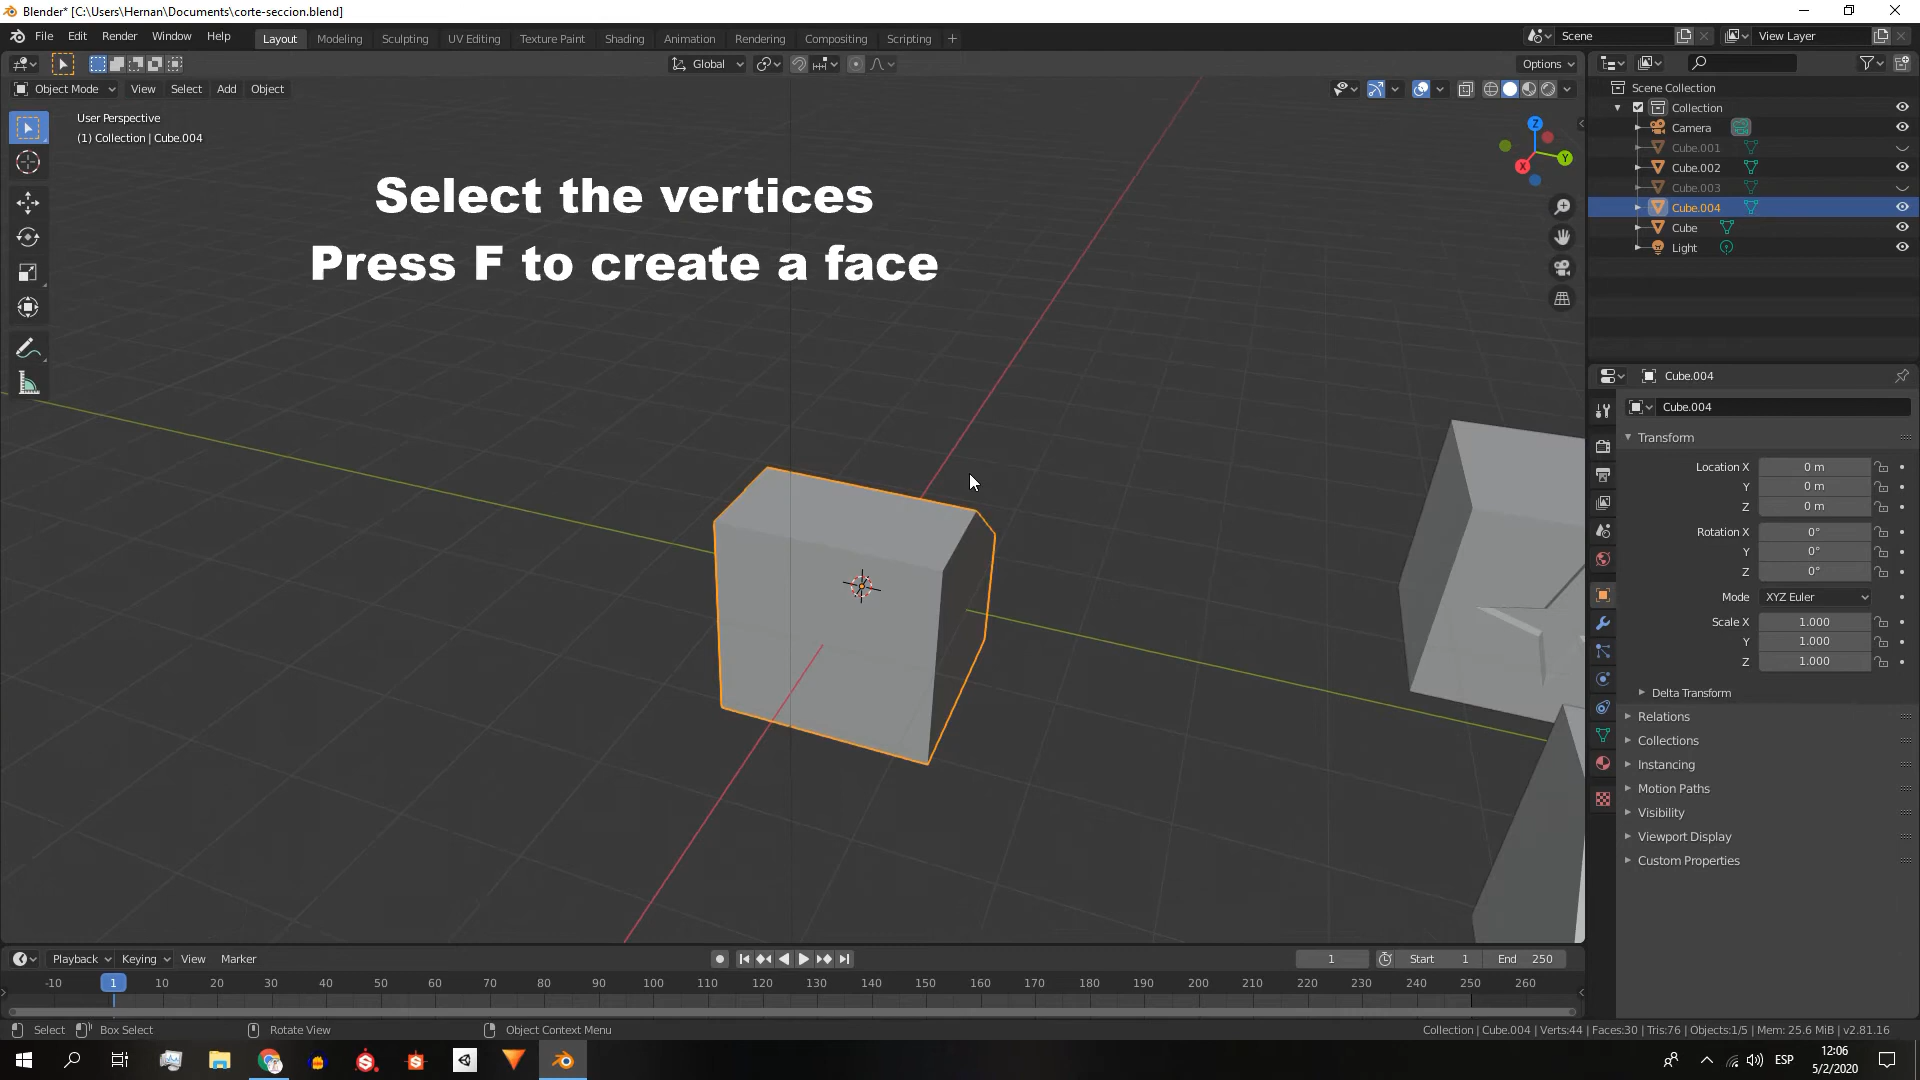 Blender* [C:\Users\Hernan\Documents\corte-seccion.blend]
File Edit Render Window Help
Layout Modeling Sculpting UV Editing Texture Paint Shading Animation Rendering Compositing Scripting +
Scene
View Layer
Global
Options
Object Mode View Select Add Object
User Perspective
(1) Collection | Cube.004
Select the vertices
Press F to create a face
Z
Y
X
Scene Collection
Collection
Camera
Cube.001
Cube.002
Cube.003
Cube.004
Cube
Light
Cube.004
Cube.004
Transform
Location X 0 m
Y 0 m
Z 0 m
Rotation X 0°
Y 0°
Z 0°
Mode XYZ Euler
Scale X 1.000
Y 1.000
Z 1.000
Delta Transform
Relations
Collections
Instancing
Motion Paths
Visibility
Viewport Display
Custom Properties
Playback Keying View Marker
1 Start 1 End 250
-10 1 10 20 30 40 50 60 70 80 90 100 110 120 130 140 150 160 170 180 190 200 210 220 230 240 250 260
Select Box Select Rotate View Object Context Menu
Collection | Cube.004 | Verts:44 | Faces:30 | Tris:76 | Objects:1/5 | Mem: 25.6 MiB | v2.81.16
ESP
12:06
5/2/2020